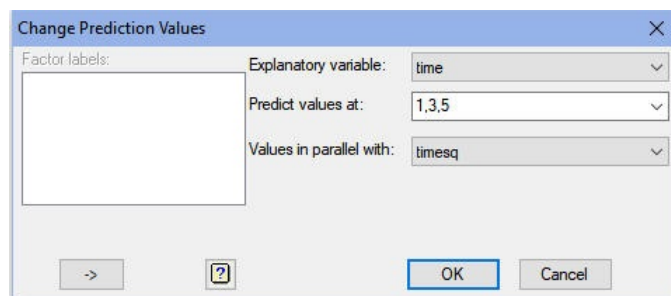 Change Prediction Values
Factor labels:
Explanatory variable: time
Predict values at: 1,3,5
Values in parallel with: timesq
-> ? OK Cancel